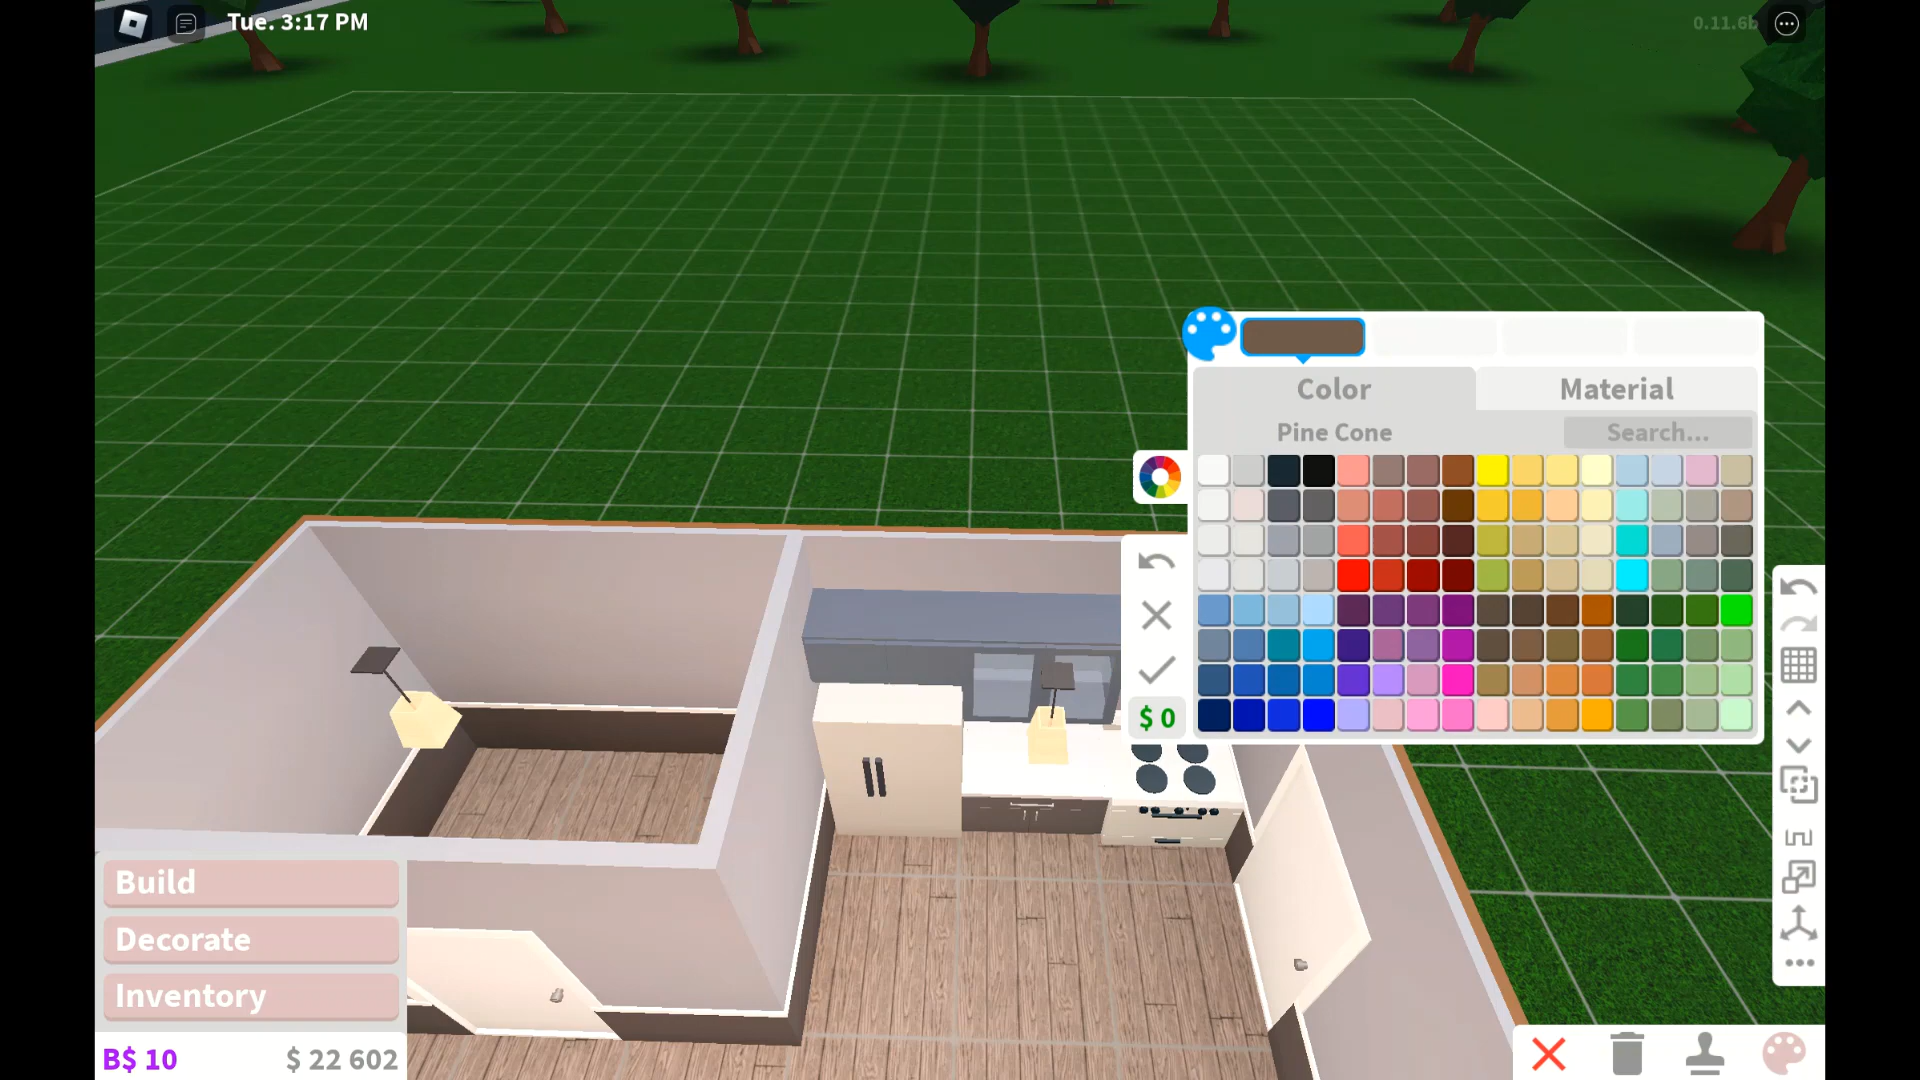 Tue. 3:17 PM
0.11.6b
Color
Material
Pine Cone
Search...
$ 0
Build
Decorate
Inventory
B$ 10
$ 22 602